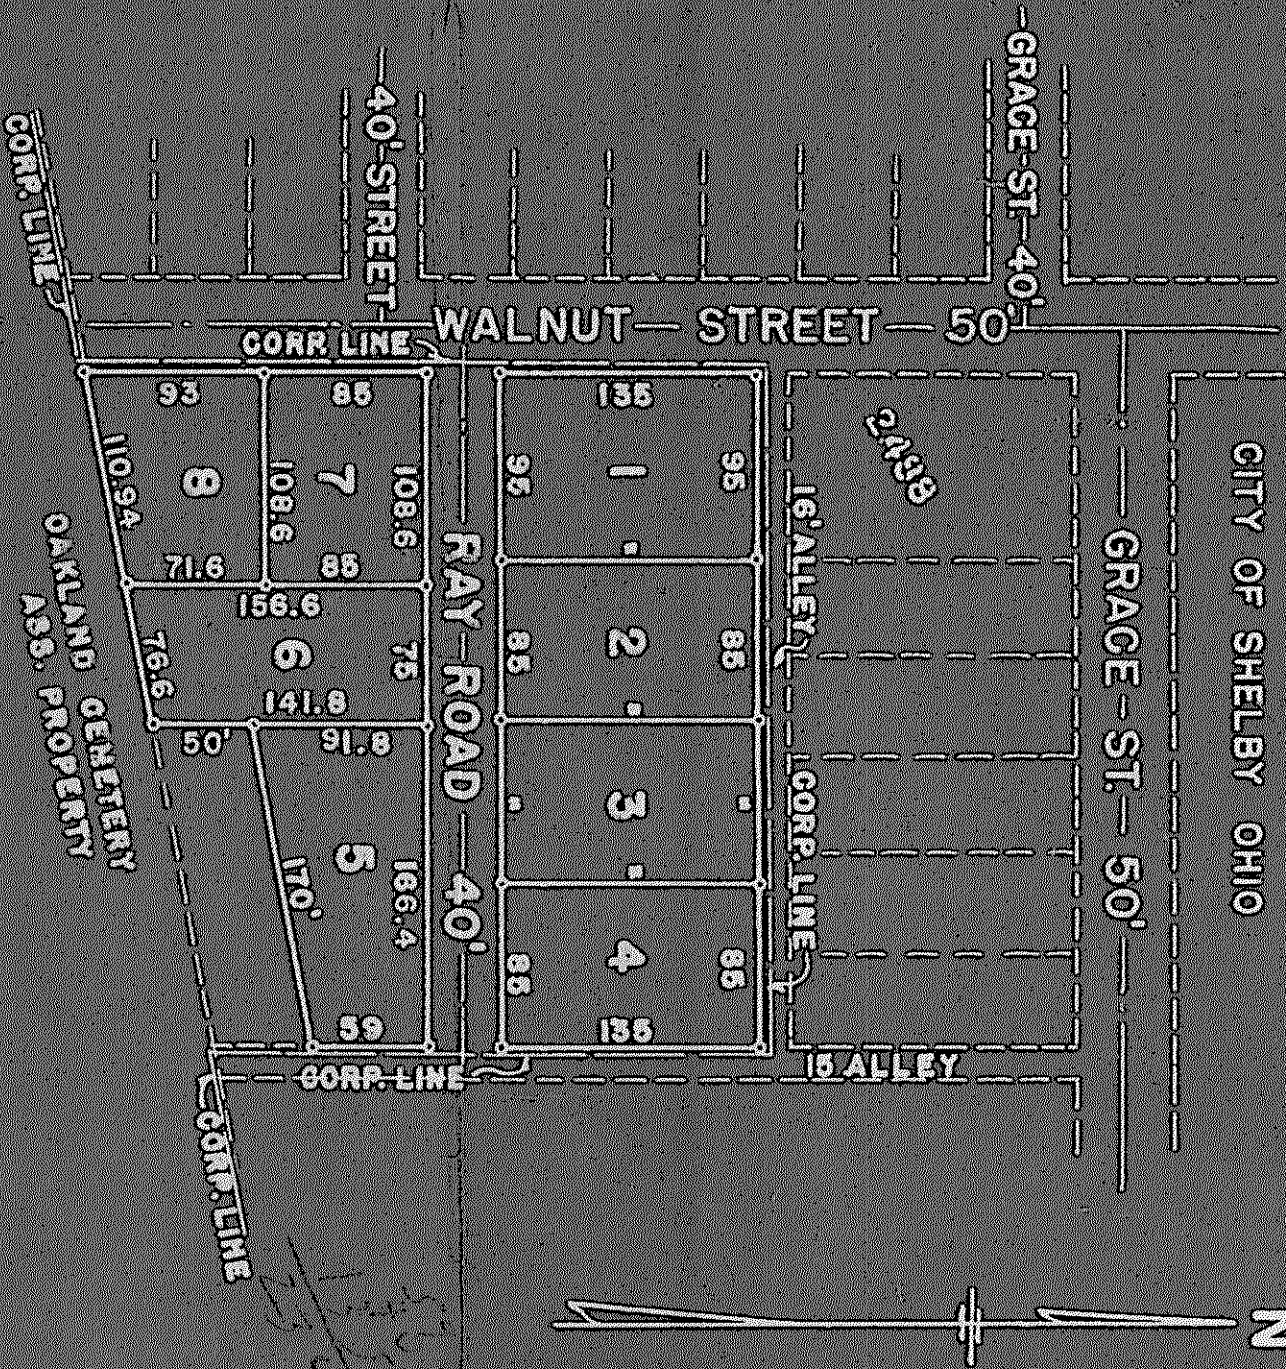 GRACE-ST.-40'
40'-STREET
CORP. LINE
WALNUT — STREET — 50'
CORP. LINE
93
85
135
2498
110.94
8
108.6
7
108.6
95
1
95
16' ALLEY
CITY OF SHELBY OHIO
71.6
85
RAY-ROAD 40'
GRACE-ST.-50'
156.6
OAKLAND CEMETERY
ASS. PROPERTY
76.6
6
75
85
2
85
141.8
50'
91.8
3
CORP. LINE
170'
5
166.4
85
4
85
59
135
CORP. LINE
15 ALLEY
CORP. LINE
N